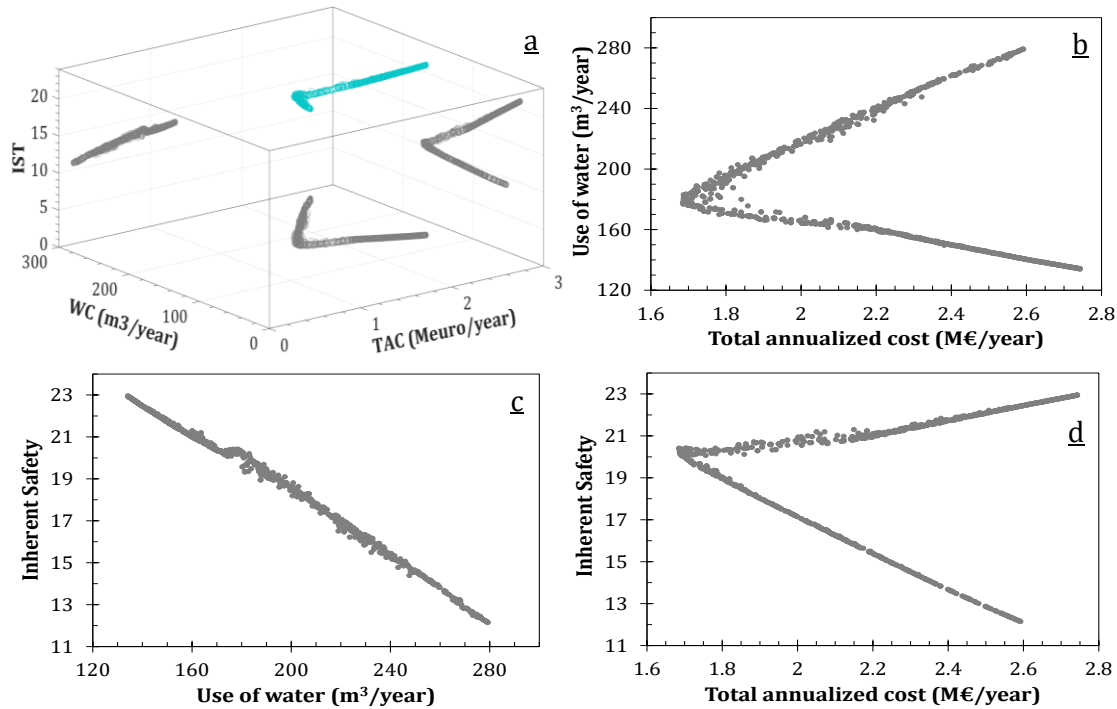 a
20
15
10
5
0
IST
300
200
100
0
WC (m3/year)
0
1
2
3
TAC (Meuro/year)
b
280
240
200
160
120
Use of water (m³/year)
1.6 1.8 2 2.2 2.4 2.6 2.8
Total annualized cost (M€/year)
c
23
21
19
17
15
13
11
Inherent Safety
120 160 200 240 280
Use of water (m³/year)
d
23
21
19
17
15
13
11
Inherent Safety
1.6 1.8 2 2.2 2.4 2.6 2.8
Total annualized cost (M€/year)